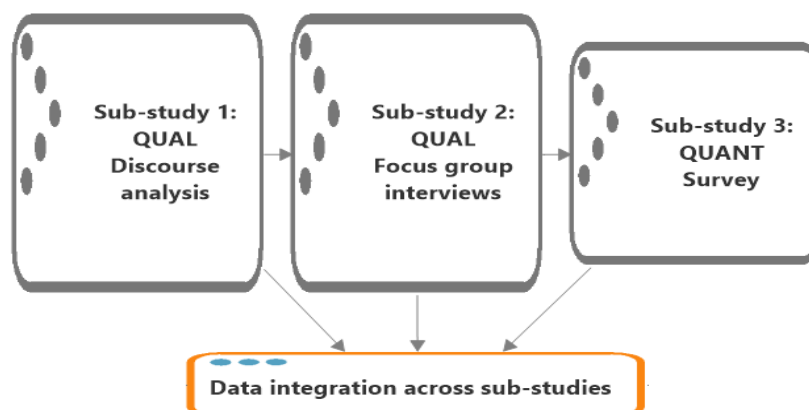 Sub-study 1:
QUAL
Discourse
analysis
Sub-study 2:
QUAL
Focus group
interviews
Sub-study 3:
QUANT
Survey
Data integration across sub-studies